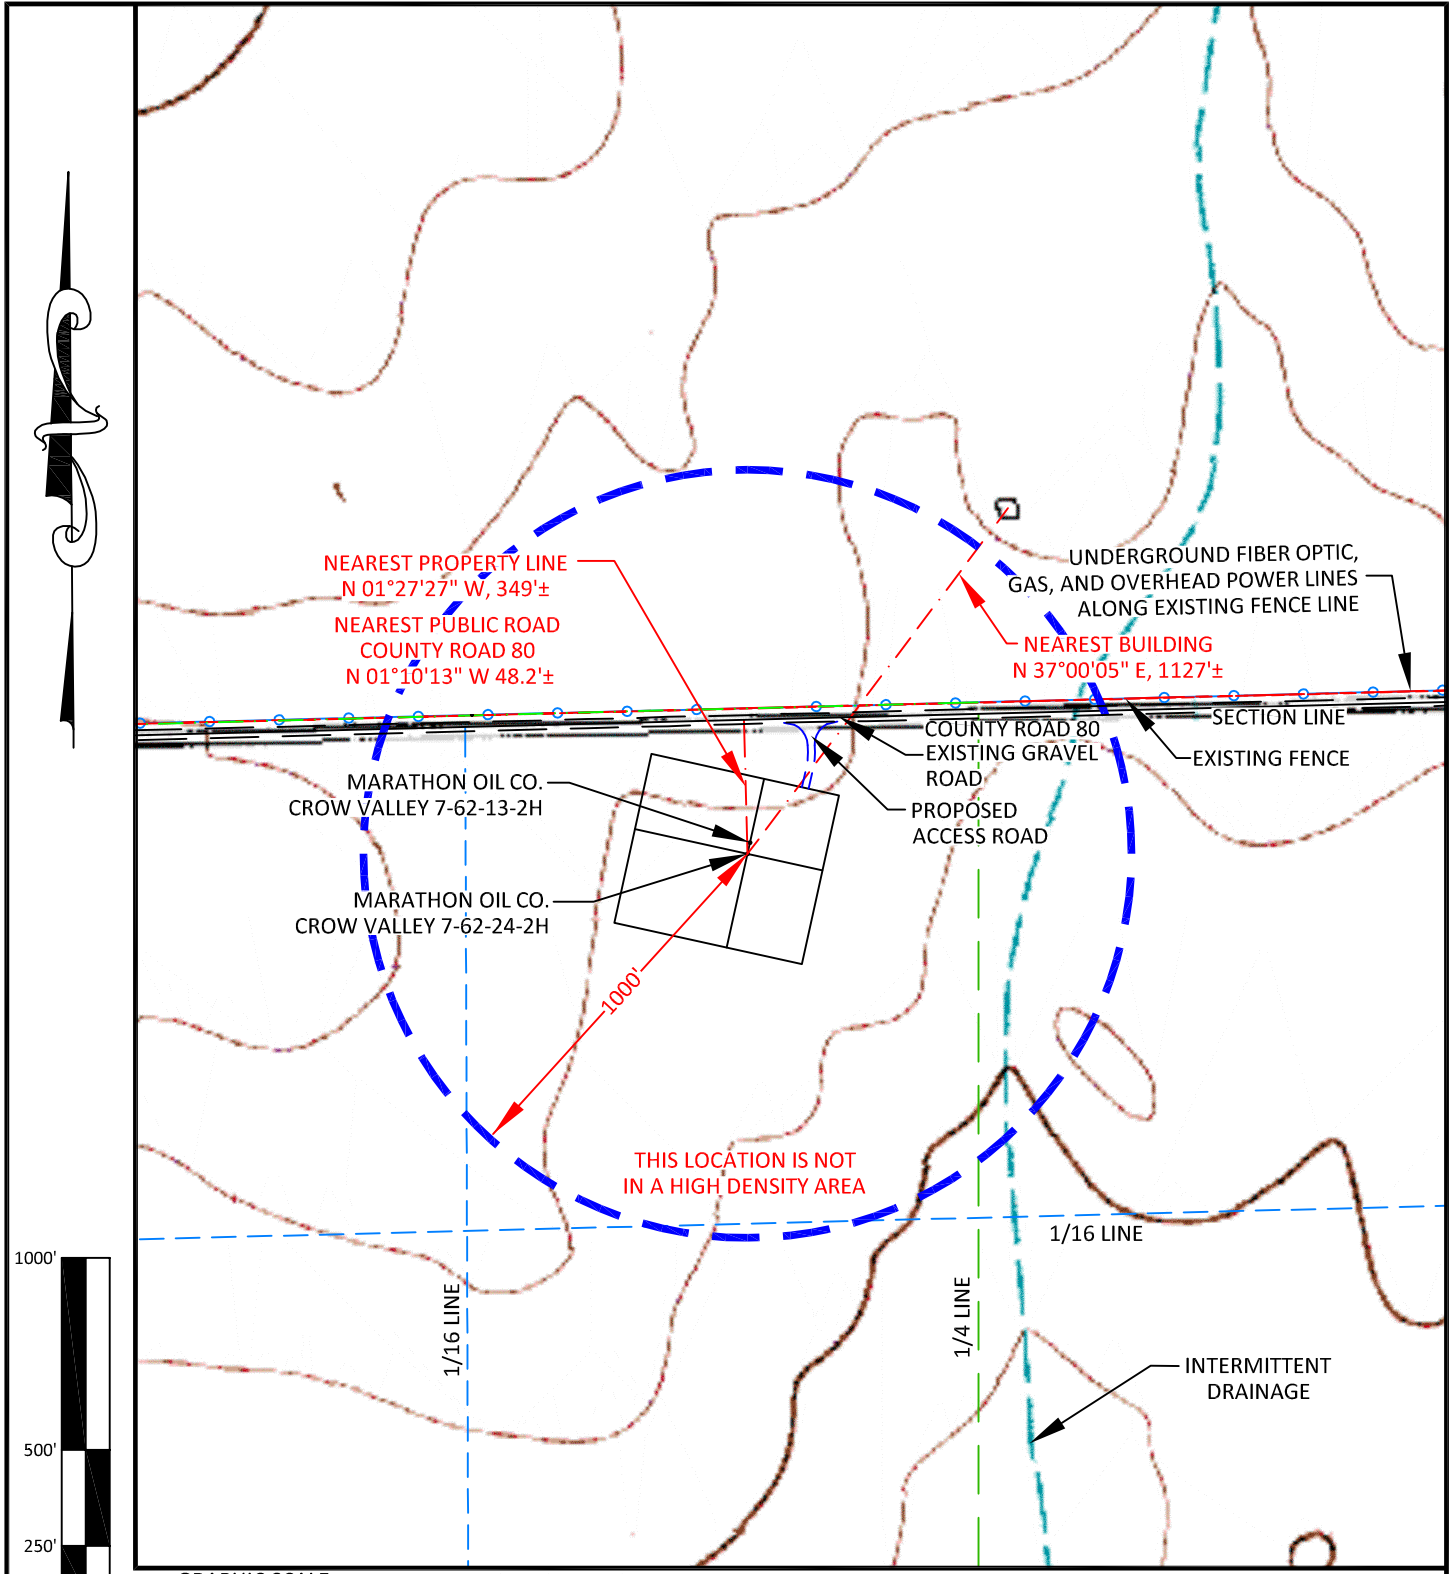 NEAREST PROPERTY LINE
N 01°27'27" W, 349'±
NEAREST PUBLIC ROAD
COUNTY ROAD 80
N 01°10'13" W 48.2'±
UNDERGROUND FIBER OPTIC,
GAS, AND OVERHEAD POWER LINES
ALONG EXISTING FENCE LINE
NEAREST BUILDING
N 37°00'05" E, 1127'±
SECTION LINE
COUNTY ROAD 80
EXISTING GRAVEL
ROAD
EXISTING FENCE
MARATHON OIL CO.
CROW VALLEY 7-62-13-2H
PROPOSED
ACCESS ROAD
MARATHON OIL CO.
CROW VALLEY 7-62-24-2H
1000'
THIS LOCATION IS NOT
IN A HIGH DENSITY AREA
1/16 LINE
1/16 LINE
1/4 LINE
INTERMITTENT
DRAINAGE
1000'
500'
250'
GRAPHIC SCALE